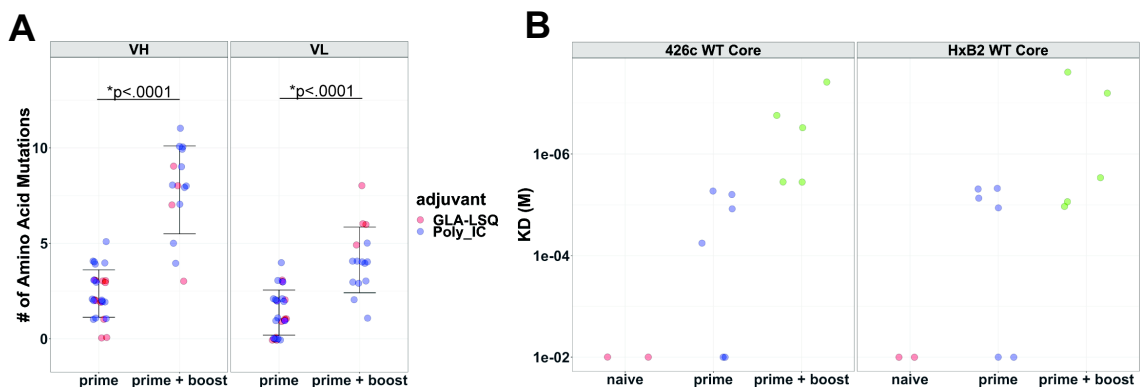 A
VH
VL
# of Amino Acid Mutations
10
5
0
*p<.0001
*p<.0001
prime
prime + boost
prime
prime + boost
adjuvant
GLA-LSQ
Poly_IC
B
426c WT Core
HxB2 WT Core
KD (M)
1e-06
1e-04
1e-02
naive
prime
prime + boost
naive
prime
prime + boost